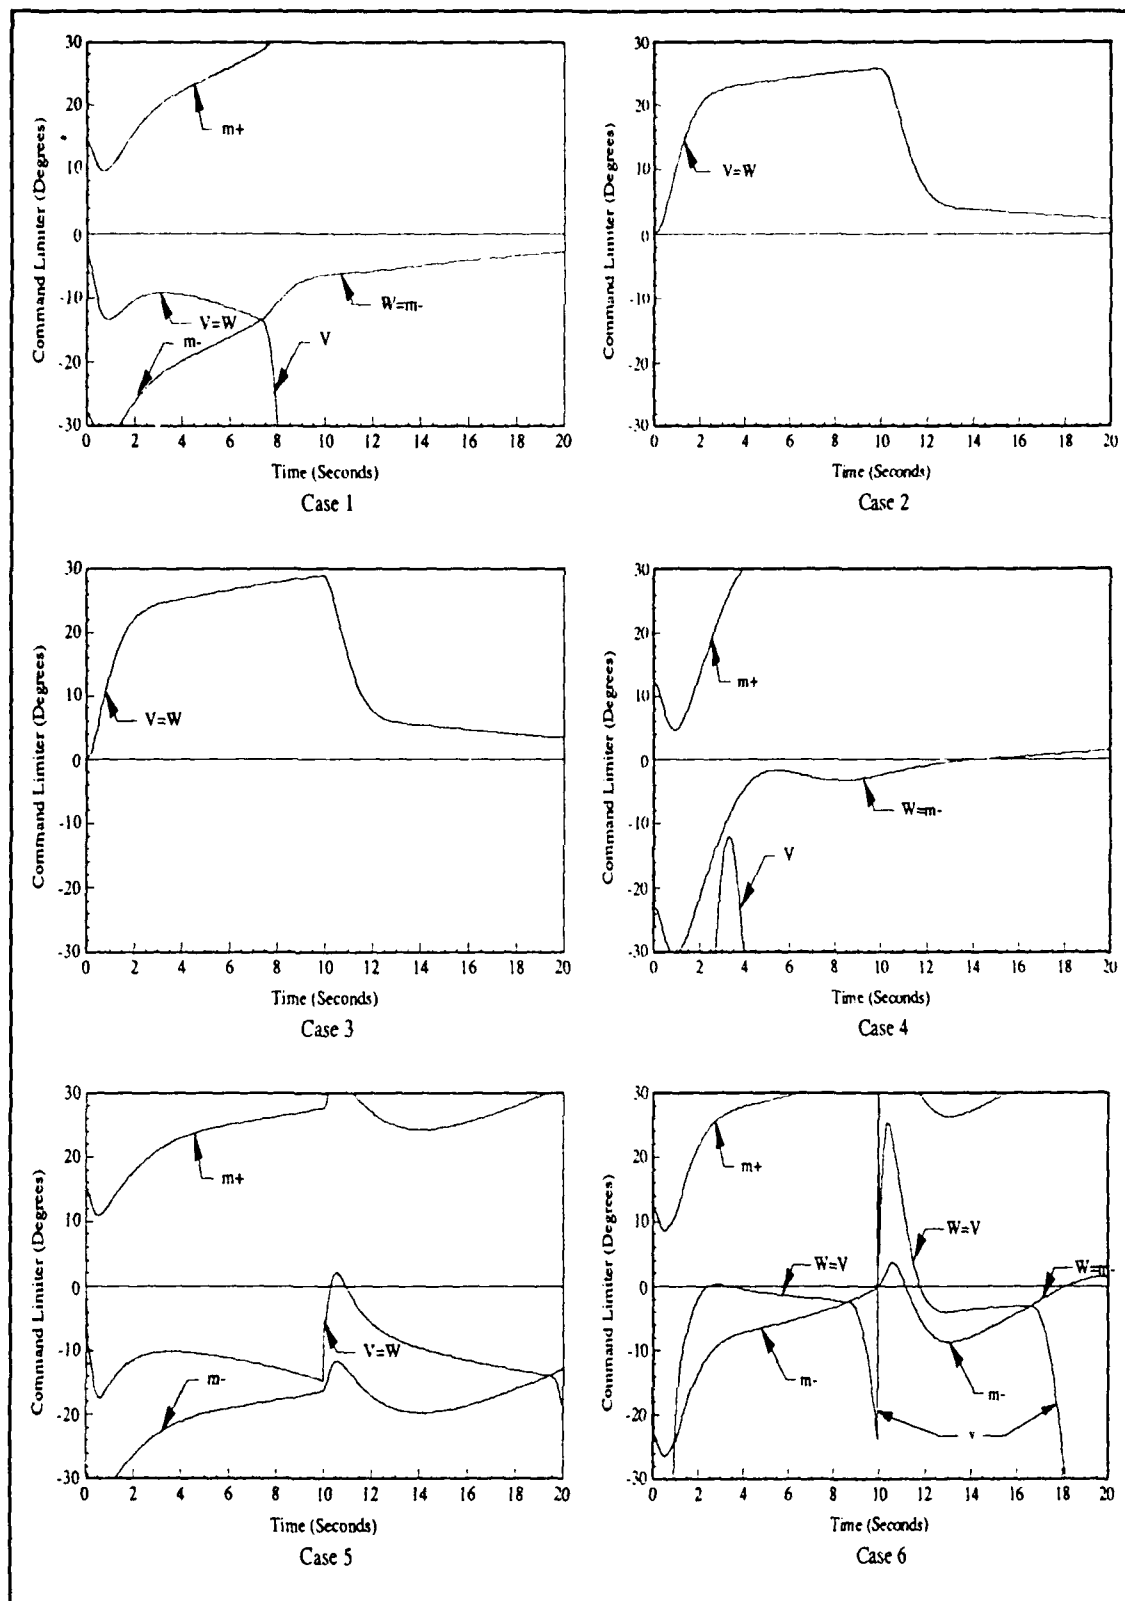 Command Limiter (Degrees)
30
20
10
0
-10
-20
-30
m+
V=W
m-
W=m-
V
0 2 4 6 8 10 12 14 16 18 20
Time (Seconds)
Case 1
Command Limiter (Degrees)
30
20
10
0
-10
-20
-30
V=W
0 2 4 6 8 10 12 14 16 18 20
Time (Seconds)
Case 2
Command Limiter (Degrees)
30
20
10
0
-10
-20
-30
V=W
0 2 4 6 8 10 12 14 16 18 20
Time (Seconds)
Case 3
Command Limiter (Degrees)
30
20
10
0
-10
-20
-30
m+
W=m-
V
0 2 4 6 8 10 12 14 16 18 20
Time (Seconds)
Case 4
Command Limiter (Degrees)
30
20
10
0
-10
-20
-30
m+
V=W
m-
0 2 4 6 8 10 12 14 16 18 20
Time (Seconds)
Case 5
Command Limiter (Degrees)
30
20
10
0
-10
-20
-30
m+
W=V
W=V
W=m-
m-
m-
v
0 2 4 6 8 10 12 14 16 18 20
Time (Seconds)
Case 6